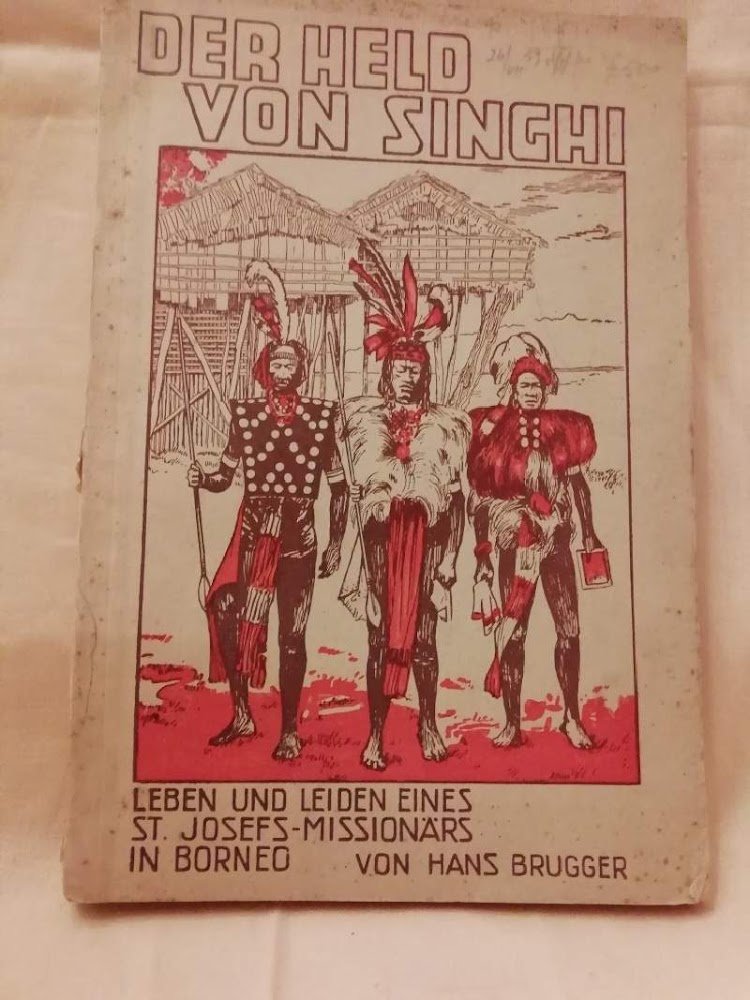 DER HELD
VON SINGHI
LEBEN UND LEIDEN EINES
ST. JOSEFS-MISSIONÄRS
IN BORNEO VON HANS BRUGGER